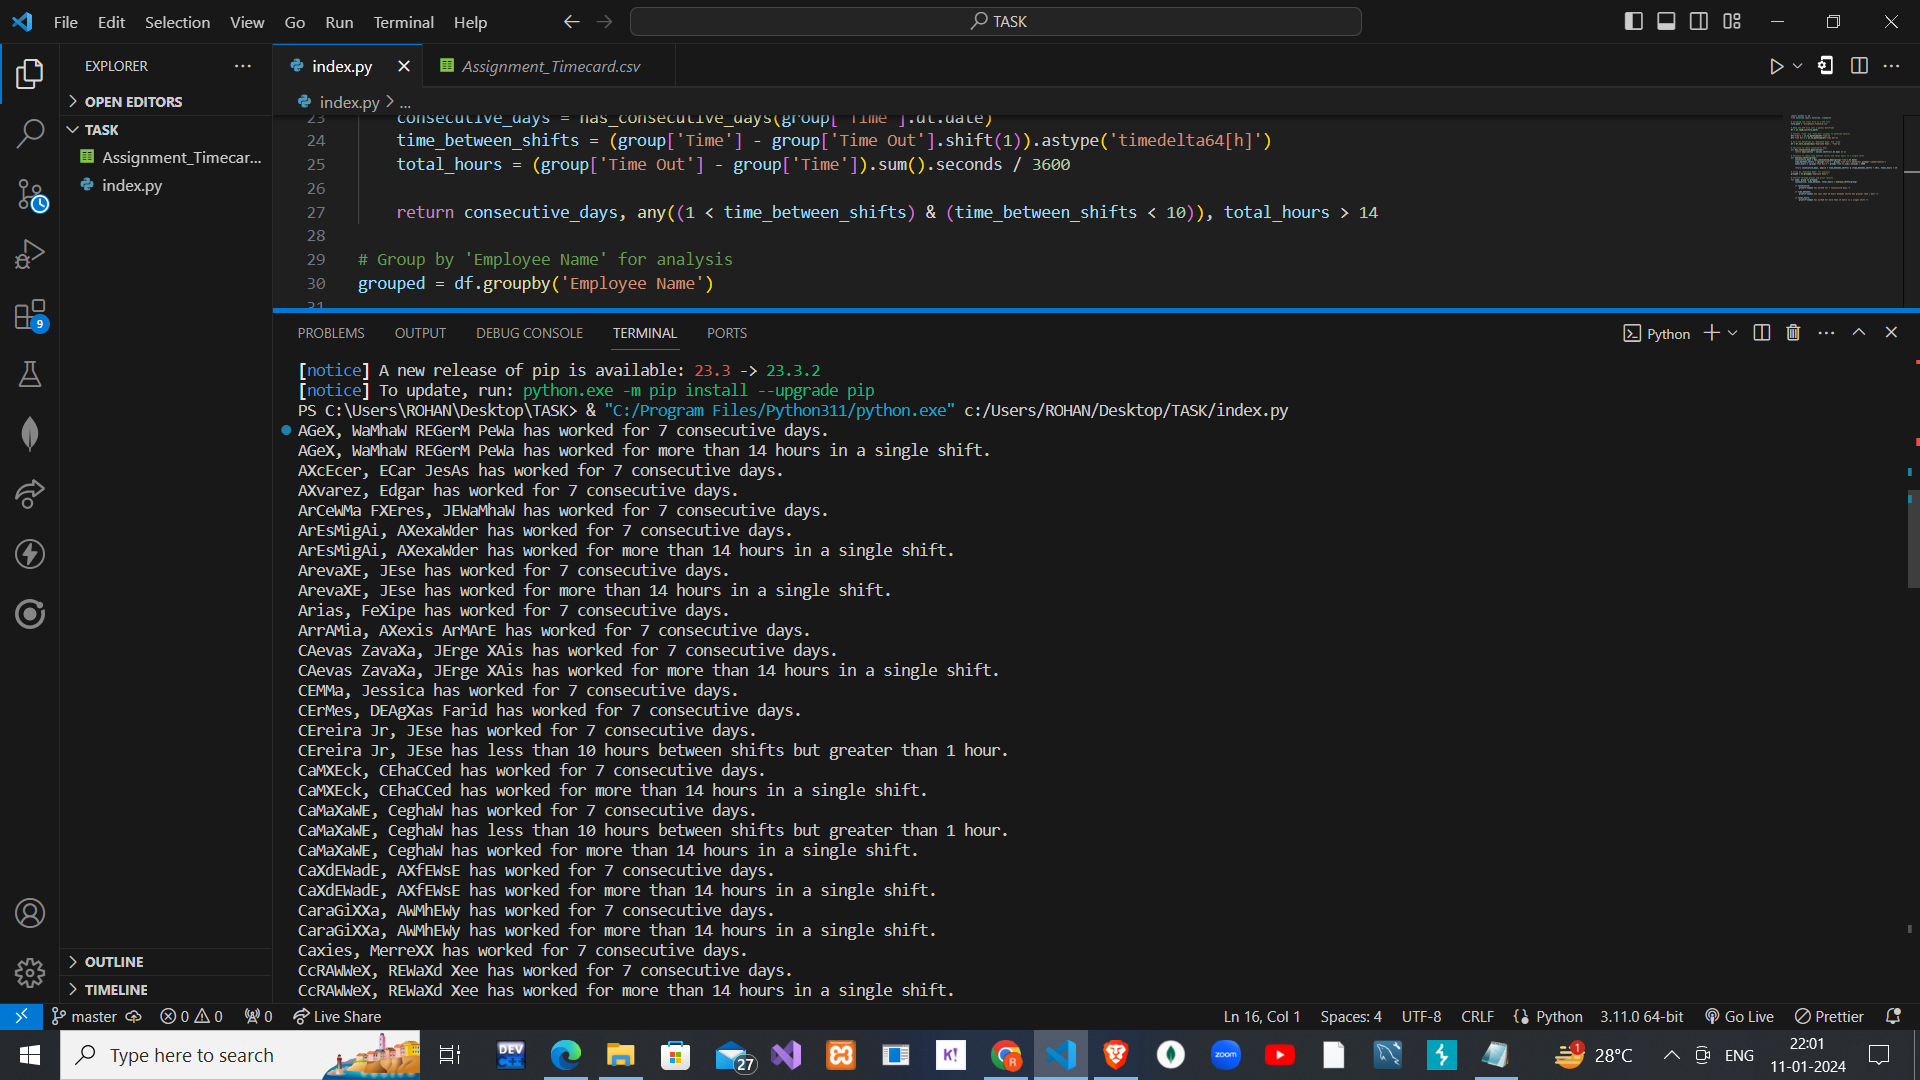 File Edit Selection View Go Run Terminal Help
TASK
EXPLORER
OPEN EDITORS
TASK
Assignment_Timecar...
index.py
OUTLINE
TIMELINE
9
index.py
Assignment_Timecard.csv
index.py > ...
23 consecutive_days = has_consecutive_days(group['Time'].dt.date)
24 time_between_shifts = (group['Time'] - group['Time Out'].shift(1)).astype('timedelta64[h]')
25 total_hours = (group['Time Out'] - group['Time']).sum().seconds / 3600
26
27 return consecutive_days, any((1 < time_between_shifts) & (time_between_shifts < 10)), total_hours > 14
28
29 # Group by 'Employee Name' for analysis
30 grouped = df.groupby('Employee Name')
31
PROBLEMS OUTPUT DEBUG CONSOLE TERMINAL PORTS
Python
[notice] A new release of pip is available: 23.3 -> 23.3.2
[notice] To update, run: python.exe -m pip install --upgrade pip
PS C:\Users\ROHAN\Desktop\TASK> & "C:/Program Files/Python311/python.exe" c:/Users/ROHAN/Desktop/TASK/index.py
AGeX, WaMhaW REGerM PeWa has worked for 7 consecutive days.
AGeX, WaMhaW REGerM PeWa has worked for more than 14 hours in a single shift.
AXcEcer, ECar JesAs has worked for 7 consecutive days.
AXvarez, Edgar has worked for 7 consecutive days.
ArCeWMa FXEres, JEWaMhaW has worked for 7 consecutive days.
ArEsMigAi, AXexaWder has worked for 7 consecutive days.
ArEsMigAi, AXexaWder has worked for more than 14 hours in a single shift.
ArevaXE, JEse has worked for 7 consecutive days.
ArevaXE, JEse has worked for more than 14 hours in a single shift.
Arias, FeXipe has worked for 7 consecutive days.
ArrAMia, AXexis ArMArE has worked for 7 consecutive days.
CAevas ZavaXa, JErge XAis has worked for 7 consecutive days.
CAevas ZavaXa, JErge XAis has worked for more than 14 hours in a single shift.
CEMMa, Jessica has worked for 7 consecutive days.
CErMes, DEAgXas Farid has worked for 7 consecutive days.
CEreira Jr, JEse has worked for 7 consecutive days.
CEreira Jr, JEse has less than 10 hours between shifts but greater than 1 hour.
CaMXEck, CEhaCCed has worked for 7 consecutive days.
CaMXEck, CEhaCCed has worked for more than 14 hours in a single shift.
CaMaXaWE, CeghaW has worked for 7 consecutive days.
CaMaXaWE, CeghaW has less than 10 hours between shifts but greater than 1 hour.
CaMaXaWE, CeghaW has worked for more than 14 hours in a single shift.
CaXdEWadE, AXfEWsE has worked for 7 consecutive days.
CaXdEWadE, AXfEWsE has worked for more than 14 hours in a single shift.
CaraGiXXa, AWMhEWy has worked for 7 consecutive days.
CaraGiXXa, AWMhEWy has worked for more than 14 hours in a single shift.
Caxies, MerreXX has worked for 7 consecutive days.
CcRAWWeX, REWaXd Xee has worked for 7 consecutive days.
CcRAWWeX, REWaXd Xee has worked for more than 14 hours in a single shift.
master 0 0 0 Live Share Ln 16, Col 1 Spaces: 4 UTF-8 CRLF Python 3.11.0 64-bit Go Live Prettier
Type here to search
DEV
27
K!
R
zoom
1
28°C
ENG
22:01
11-01-2024